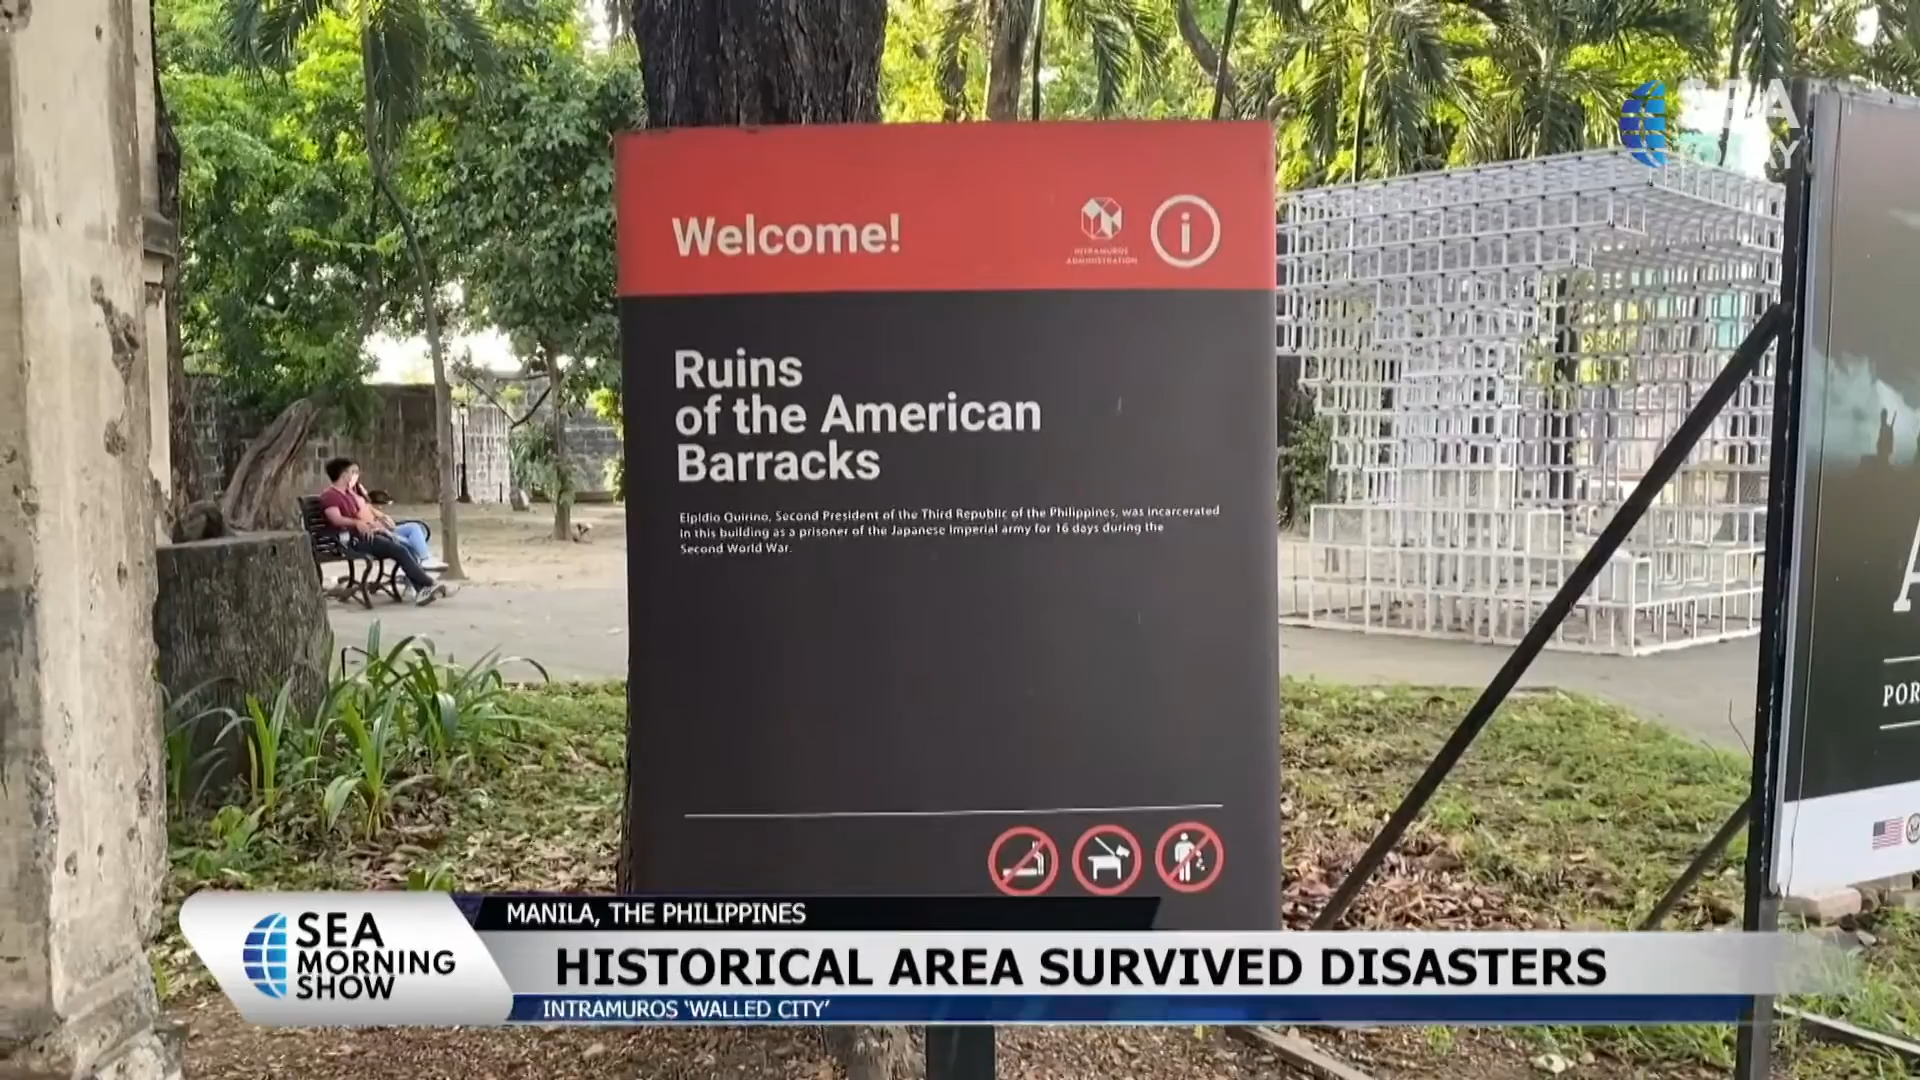 SEA
TODAY
Welcome!
INTRAMUROS
ADMINISTRATION
Ruins
of the American
Barracks
Elpidio Quirino, Second President of the Third Republic of the Philippines, was incarcerated
in this building as a prisoner of the Japanese Imperial army for 16 days during the
Second World War.
A
POR
MANILA, THE PHILIPPINES
SEA
MORNING
SHOW
HISTORICAL AREA SURVIVED DISASTERS
INTRAMUROS ‘WALLED CITY’